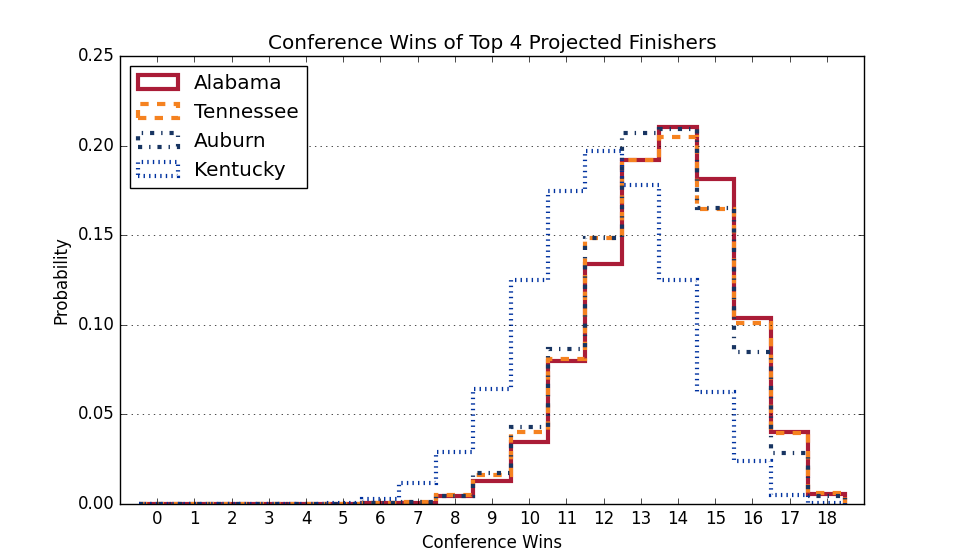 Conference Wins of Top 4 Projected Finishers
Alabama
Tennessee
Auburn
Kentucky
0.25
0.20
0.15
0.10
0.05
0.00
Probability
0 1 2 3 4 5 6 7 8 9 10 11 12 13 14 15 16 17 18
Conference Wins